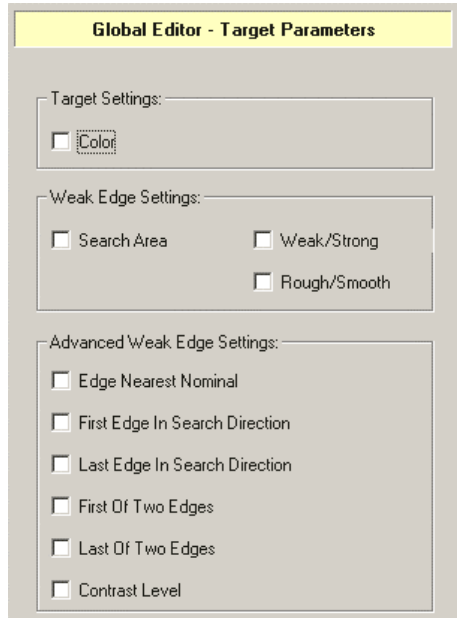 Global Editor - Target Parameters
Target Settings:
Color
Weak Edge Settings:
Search Area
Weak/Strong
Rough/Smooth
Advanced Weak Edge Settings:
Edge Nearest Nominal
First Edge In Search Direction
Last Edge In Search Direction
First Of Two Edges
Last Of Two Edges
Contrast Level